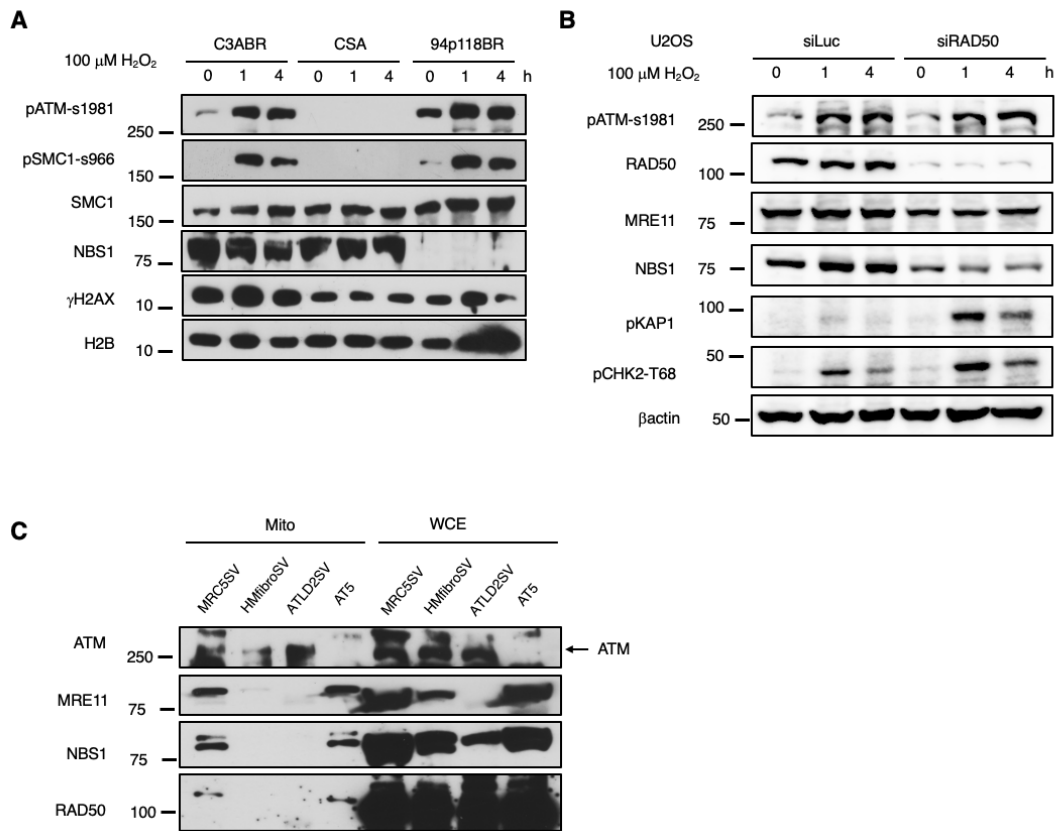 A
C3ABR CSA 94p118BR
100 μM H₂O₂ 0 1 4 0 1 4 0 1 4 h
pATM-s1981
250
pSMC1-s966
150
SMC1
150
NBS1
75
γH2AX
10
H2B
10
B
U2OS siLuc siRAD50
100 μM H₂O₂ 0 1 4 0 1 4 h
pATM-s1981
250
RAD50
100
MRE11
75
NBS1
75
pKAP1
100
50
pCHK2-T68
βactin
50
C
Mito WCE
MRC5SV HMfibroSV ATLD2SV AT5 MRC5SV HMfibroSV ATLD2SV AT5
ATM
250
ATM
MRE11
75
NBS1
75
RAD50
100